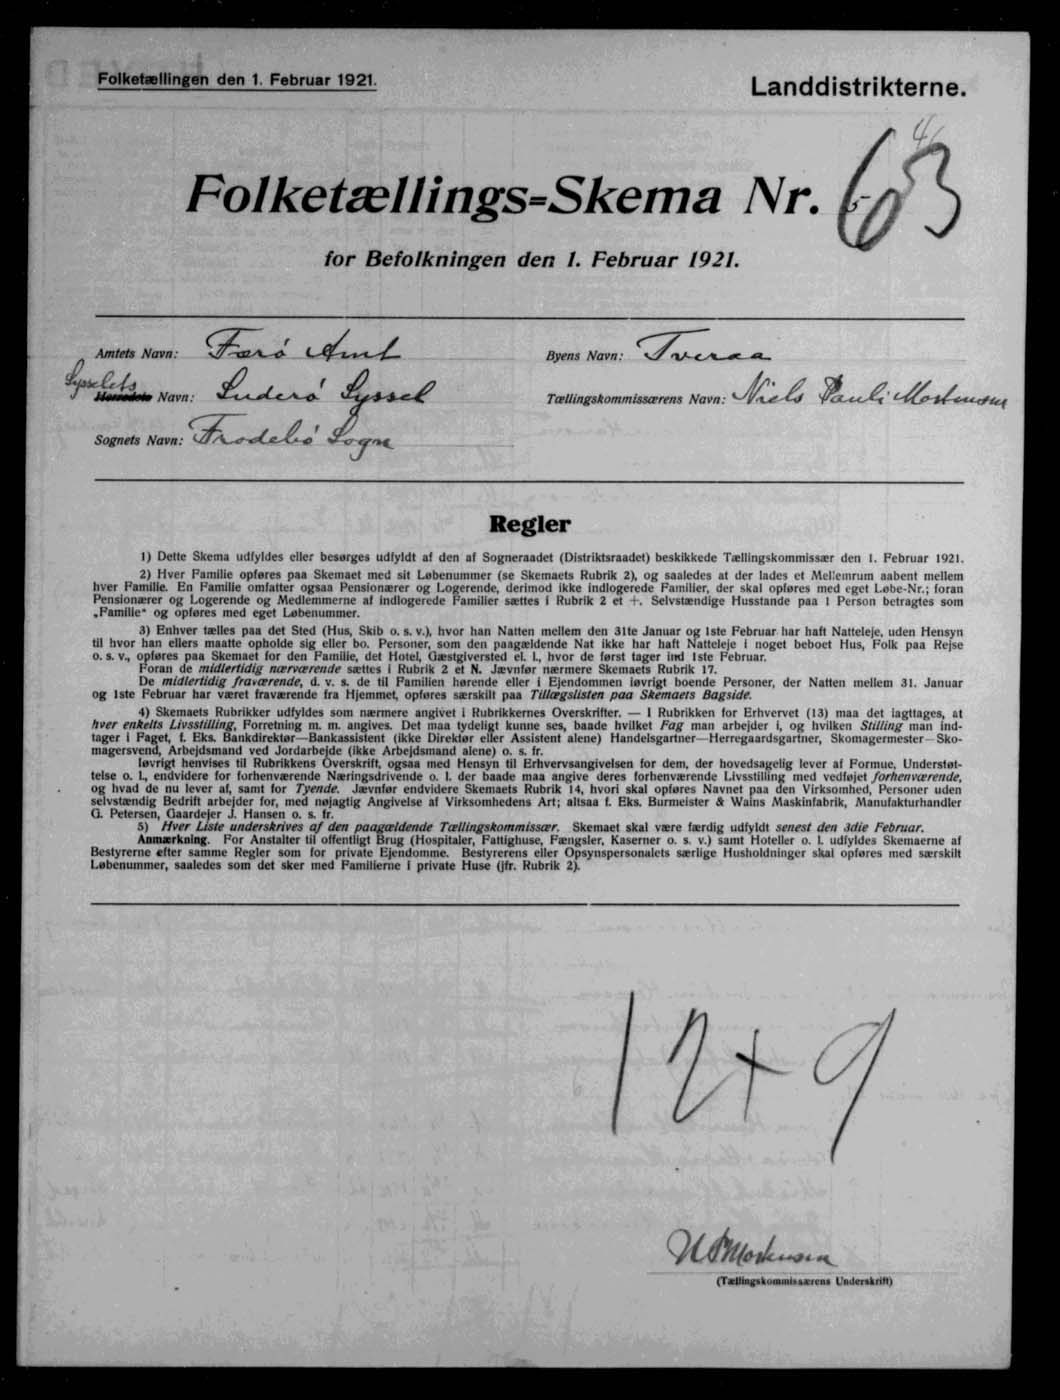 Folketællingen den 1. Februar 1921.
Landdistrikterne.
Folketællings=Skema Nr. 5 63
for Befolkningen den 1. Februar 1921.
Amtets Navn: Færø Amt
Byens Navn: Tveraa
Sysselets
Herredets Navn: Suderø Syssel
Tællingskommissærens Navn: Niels Pauli Mortensen
Sognets Navn: Frodebø Sogn
Regler
1) Dette Skema udfyldes eller besørges udfyldt af den af Sogneraadet (Distriktsraadet) beskikkede Tællingskommissær den 1. Februar 1921.
2) Hver Familie opføres paa Skemaet med sit Løbenummer (se Skemaets Rubrik 2), og saaledes at der lades et Mellemrum aabent mellem
hver Familie. En Familie omfatter ogsaa Pensionærer og Logerende, derimod ikke indlogerede Familier, der skal opføres med eget Løbe-Nr.; foran
Pensionærer og Logerende og Medlemmerne af indlogerede Familier sættes i Rubrik 2 et +. Selvstændige Husstande paa 1 Person betragtes som
„Familie“ og opføres med eget Løbenummer.
3) Enhver tælles paa det Sted (Hus, Skib o. s. v.), hvor han Natten mellem den 31te Januar og 1ste Februar har haft Natteleje, uden Hensyn
til hvor han ellers maatte opholde sig eller bo. Personer, som den paagældende Nat ikke har haft Natteleje i noget beboet Hus, Folk paa Rejse
o. s. v., opføres paa Skemaet for den Familie, det Hotel, Gæstgiversted el. l., hvor de først tager ind 1ste Februar.
Foran de midlertidig nærværende sættes i Rubrik 2 et N. Jævnfør nærmere Skemaets Rubrik 17.
De midlertidig fraværende, d. v. s. de til Familien hørende eller i Ejendommen iøvrigt boende Personer, der Natten mellem 31. Januar
og 1ste Februar har været fraværende fra Hjemmet, opføres særskilt paa Tillægslisten paa Skemaets Bagside.
4) Skemaets Rubrikker udfyldes som nærmere angivet i Rubrikkernes Overskrifter. — I Rubrikken for Erhvervet (13) maa det iagttages, at
hver enkelts Livsstilling, Forretning m. m. angives. Det maa tydeligt kunne ses, baade hvilket Fag man arbejder i, og hvilken Stilling man ind-
tager i Faget, f. Eks. Bankdirektør—Bankassistent (ikke Direktør eller Assistent alene) Handelsgartner—Herregaardsgartner, Skomagermester—Sko-
magersvend, Arbejdsmand ved Jordarbejde (ikke Arbejdsmand alene) o. s. fr.
Iøvrigt henvises til Rubrikkens Overskrift, ogsaa med Hensyn til Erhvervsangivelsen for dem, der hovedsagelig lever af Formue, Understøt-
telse o. l., endvidere for forhenværende Næringsdrivende o. l. der baade maa angive deres forhenværende Livsstilling med vedføjet forhenværende,
og hvad de nu lever af, samt for Tyende. Jævnfør endvidere Skemaets Rubrik 14, hvori skal opføres Navnet paa den Virksomhed, Personer uden
selvstændig Bedrift arbejder for, med nøjagtig Angivelse af Virksomhedens Art; altsaa f. Eks. Burmeister & Wains Maskinfabrik, Manufakturhandler
G. Petersen, Gaardejer J. Hansen o. s. fr.
5) Hver Liste underskrives af den paagældende Tællingskommissær. Skemaet skal være færdig udfyldt senest den 3die Februar.
Anmærkning. For Anstalter til offentligt Brug (Hospitaler, Fattighuse, Fængsler, Kaserner o. s. v.) samt Hoteller o. l. udfyldes Skemaerne af
Bestyrerne efter samme Regler som for private Ejendomme. Bestyrerens eller Opsynspersonalets særlige Husholdninger skal opføres med særskilt
Løbenummer, saaledes som det sker med Familierne i private Huse (jfr. Rubrik 2).
12+9
N P Mortensen
(Tællingskommissærens Underskrift)